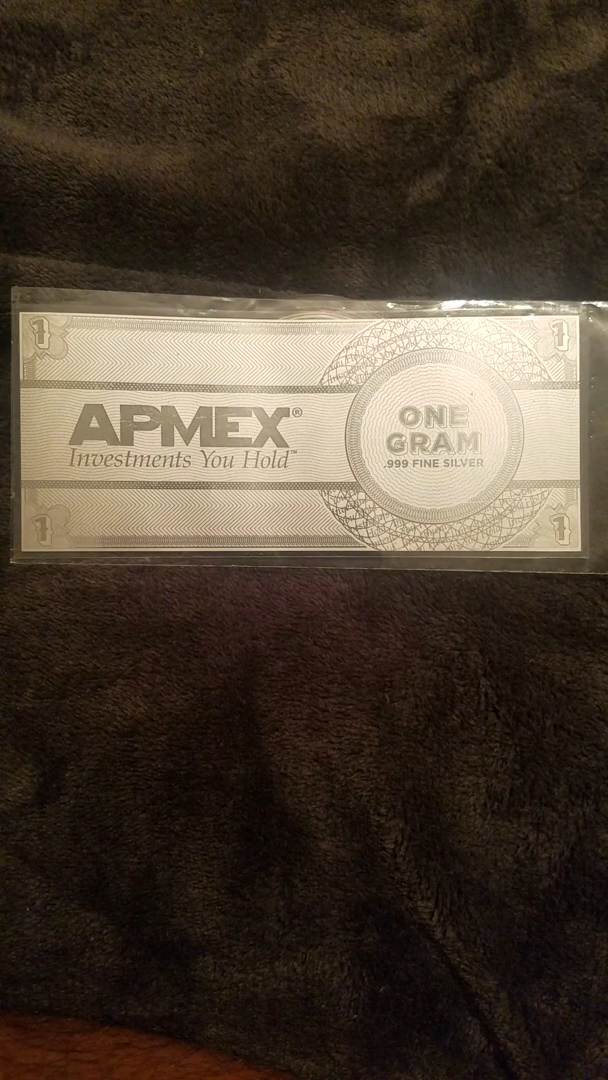 1 1
APMEX®
Investments You Hold™
ONE
GRAM
.999 FINE SILVER
1 1